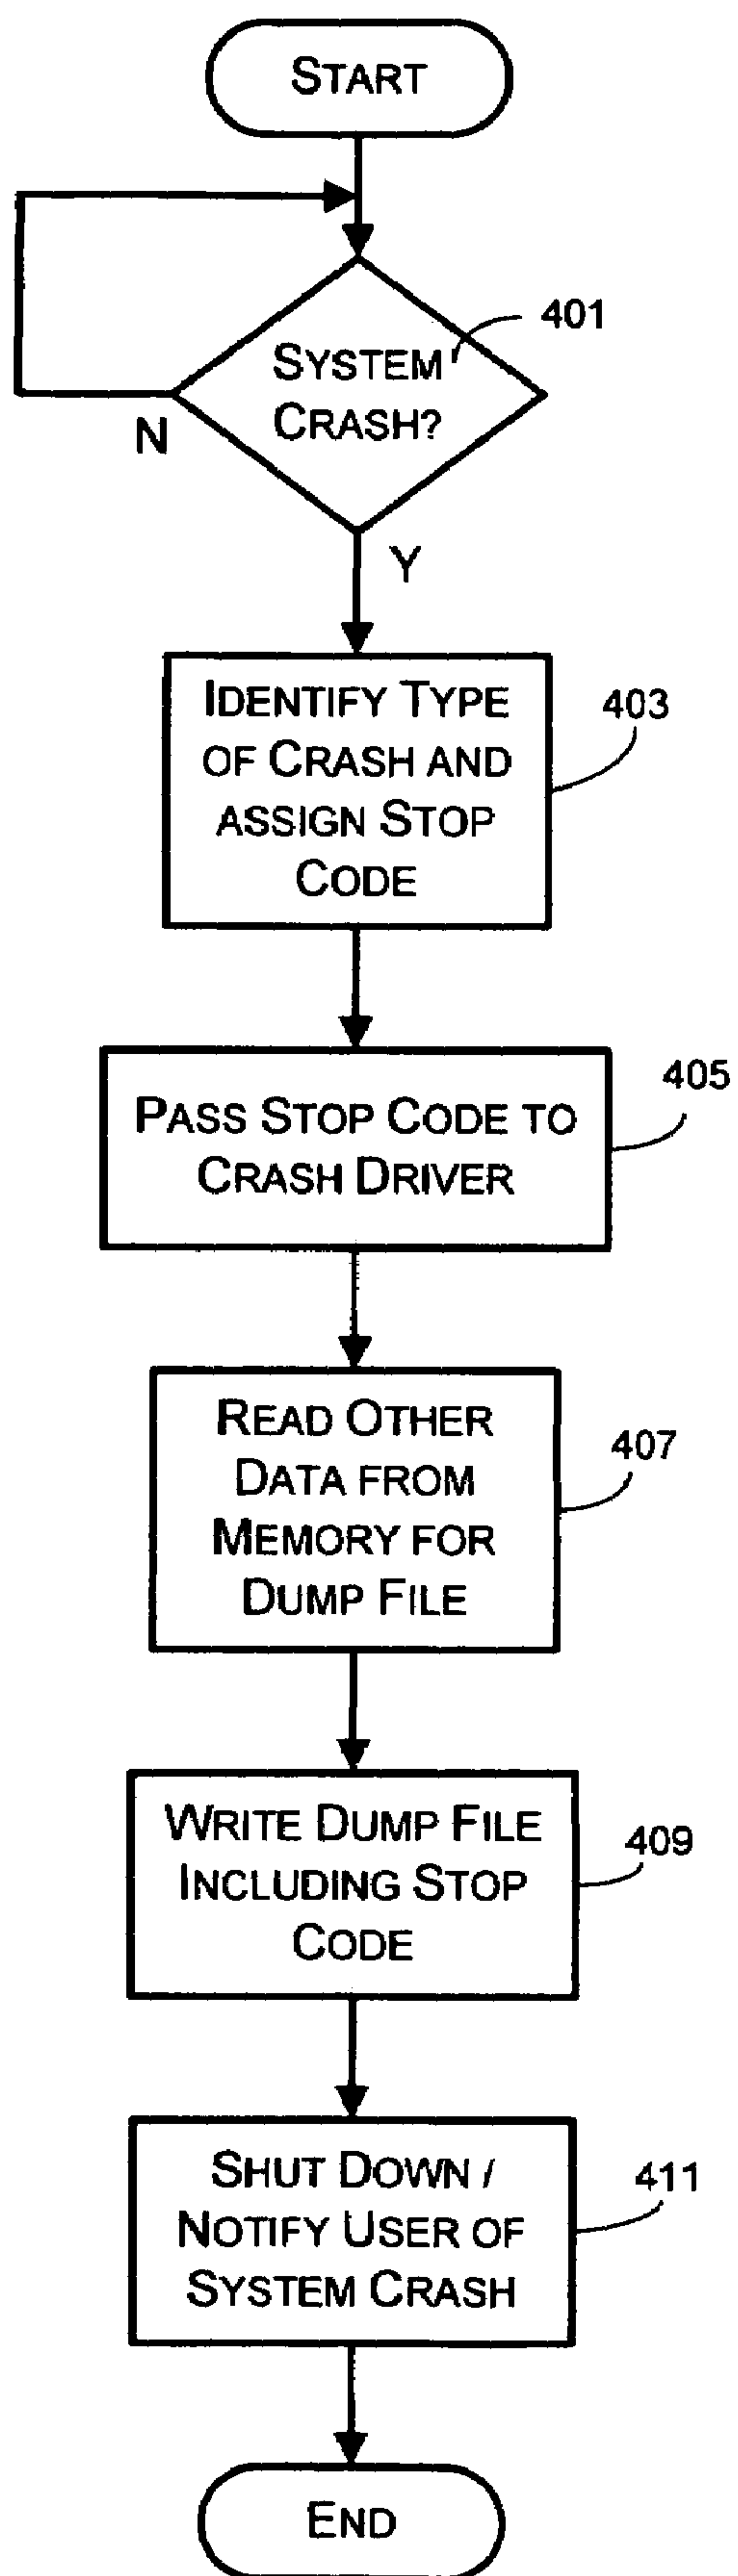 START
401
SYSTEM
CRASH?
N
Y
IDENTIFY TYPE
OF CRASH AND
ASSIGN STOP
CODE
403
PASS STOP CODE TO
CRASH DRIVER
405
READ OTHER
DATA FROM
MEMORY FOR
DUMP FILE
407
WRITE DUMP FILE
INCLUDING STOP
CODE
409
SHUT DOWN /
NOTIFY USER OF
SYSTEM CRASH
411
END